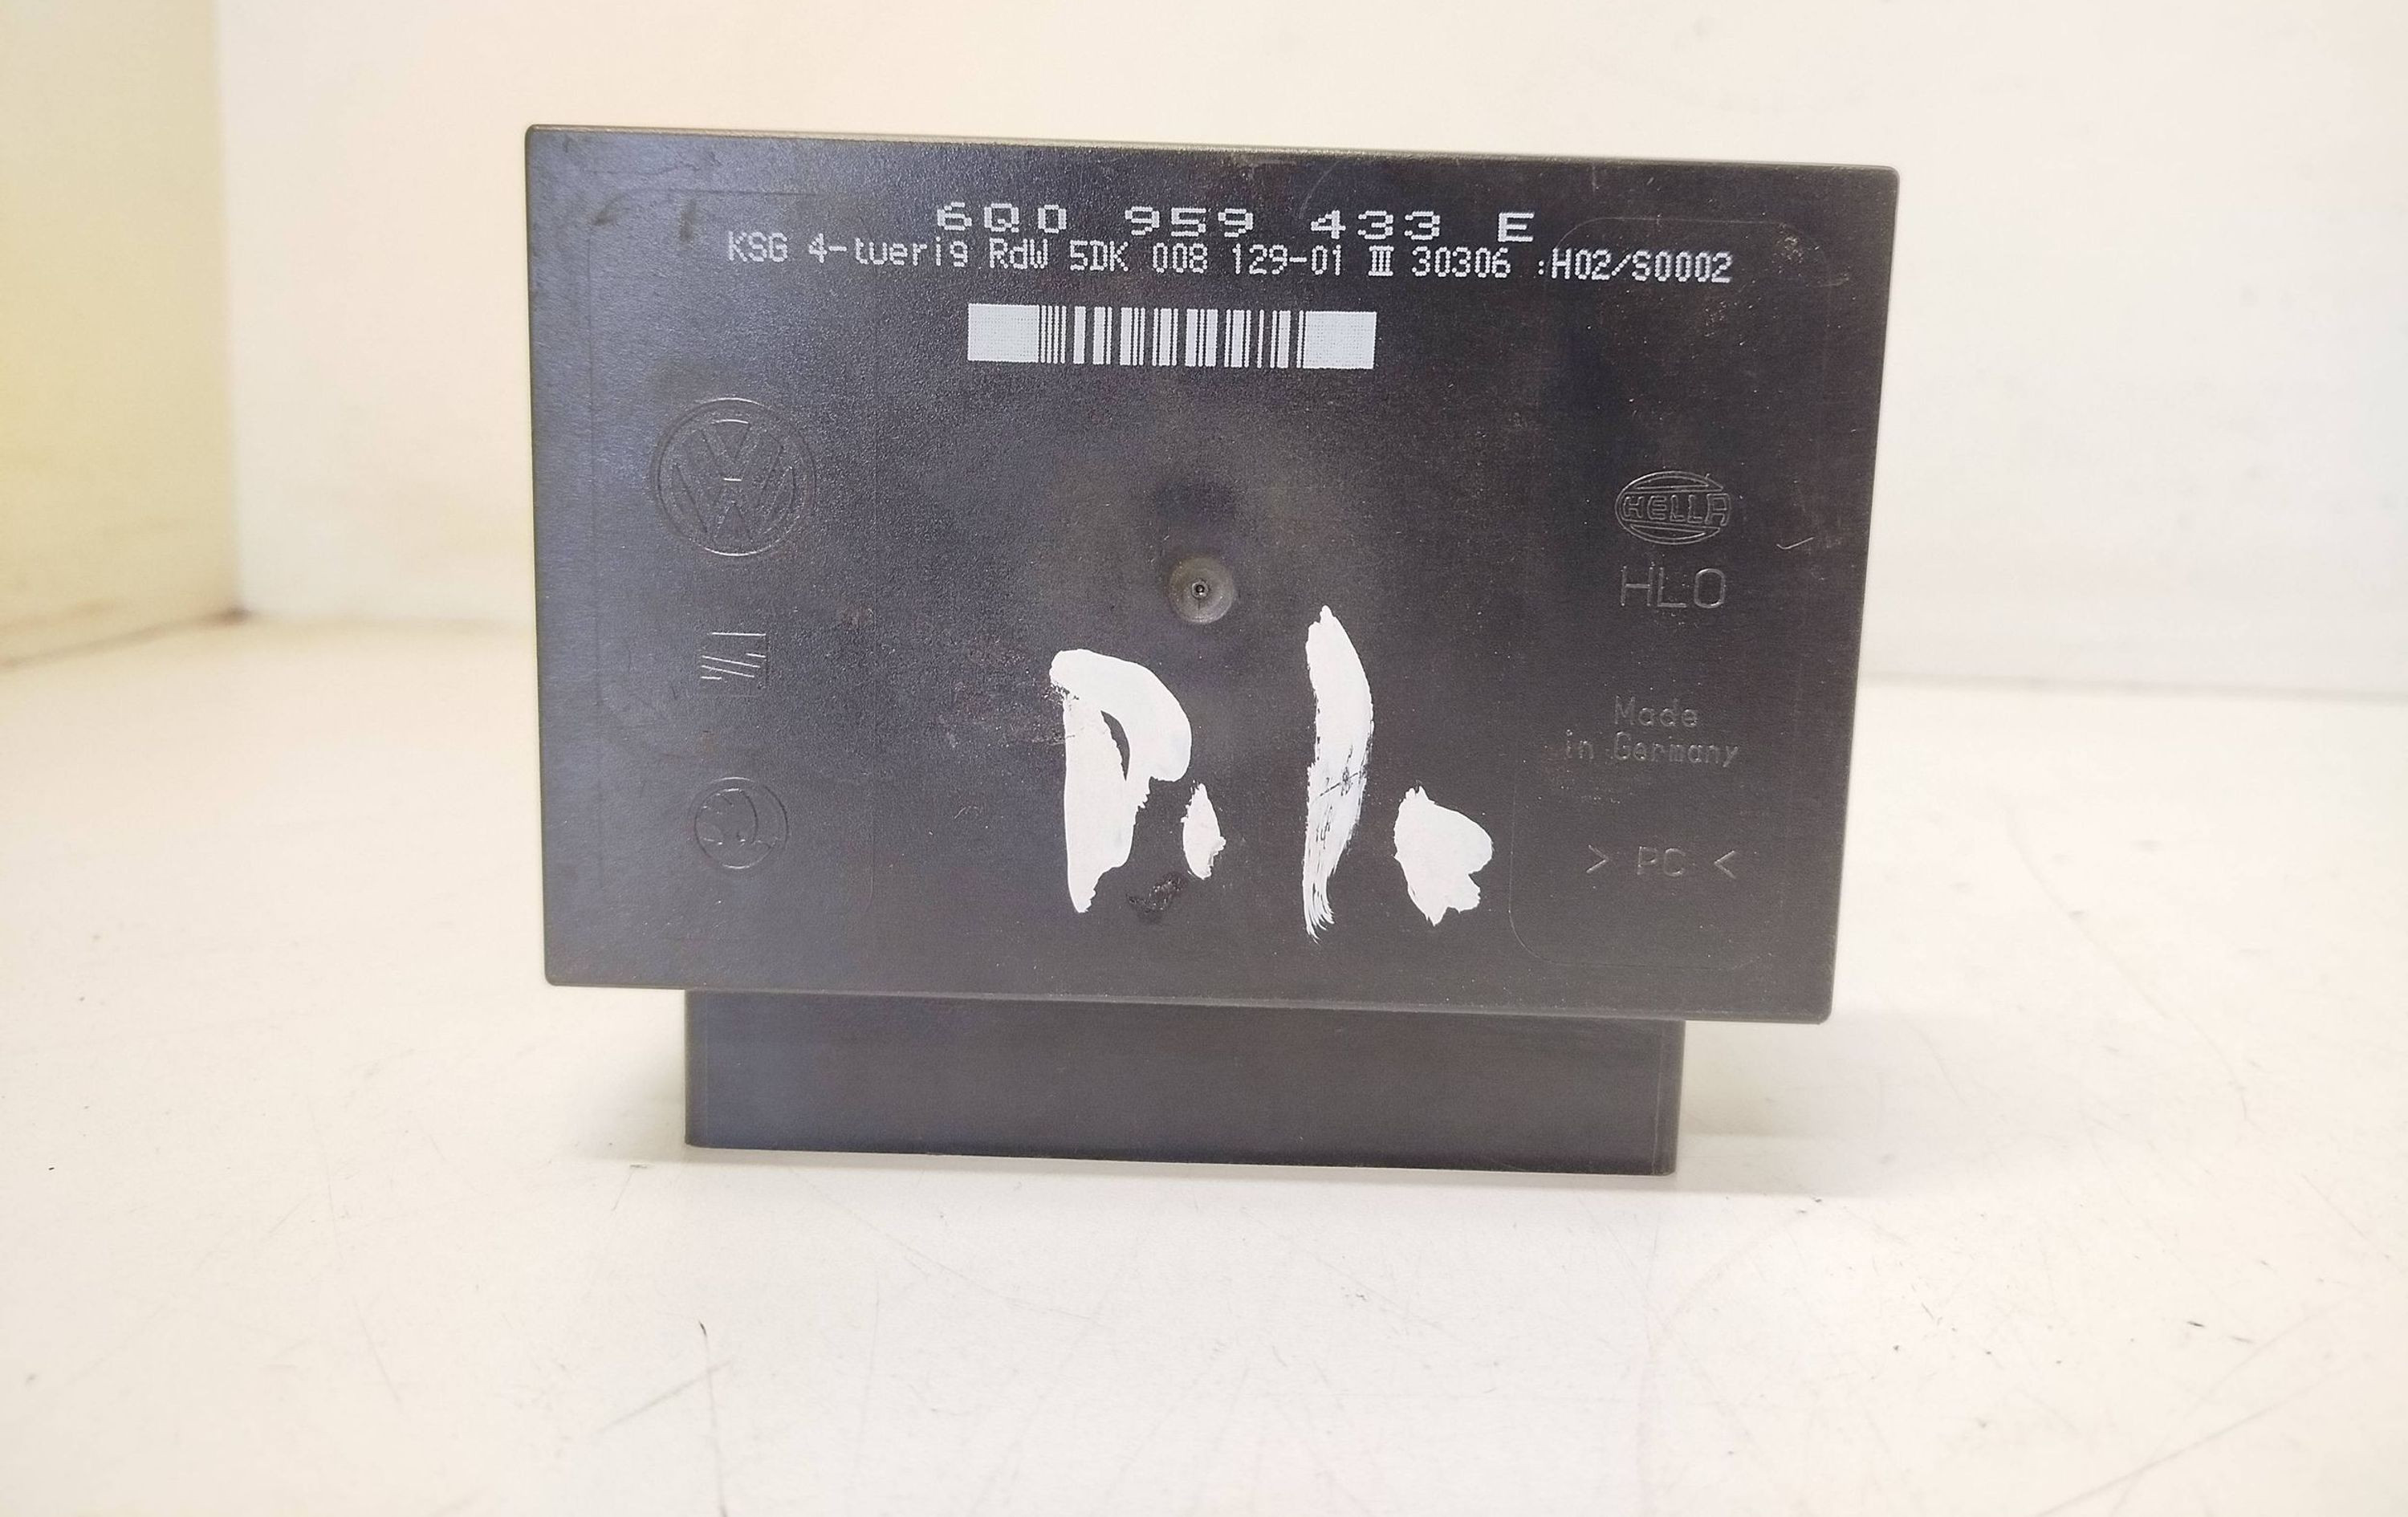 6Q0 959 433 E
KSG 4-tuerig RdW 5DK 008 129-01 III 30306 :H02/S0002
HELLA
HLO
Made
in Germany
> PC <